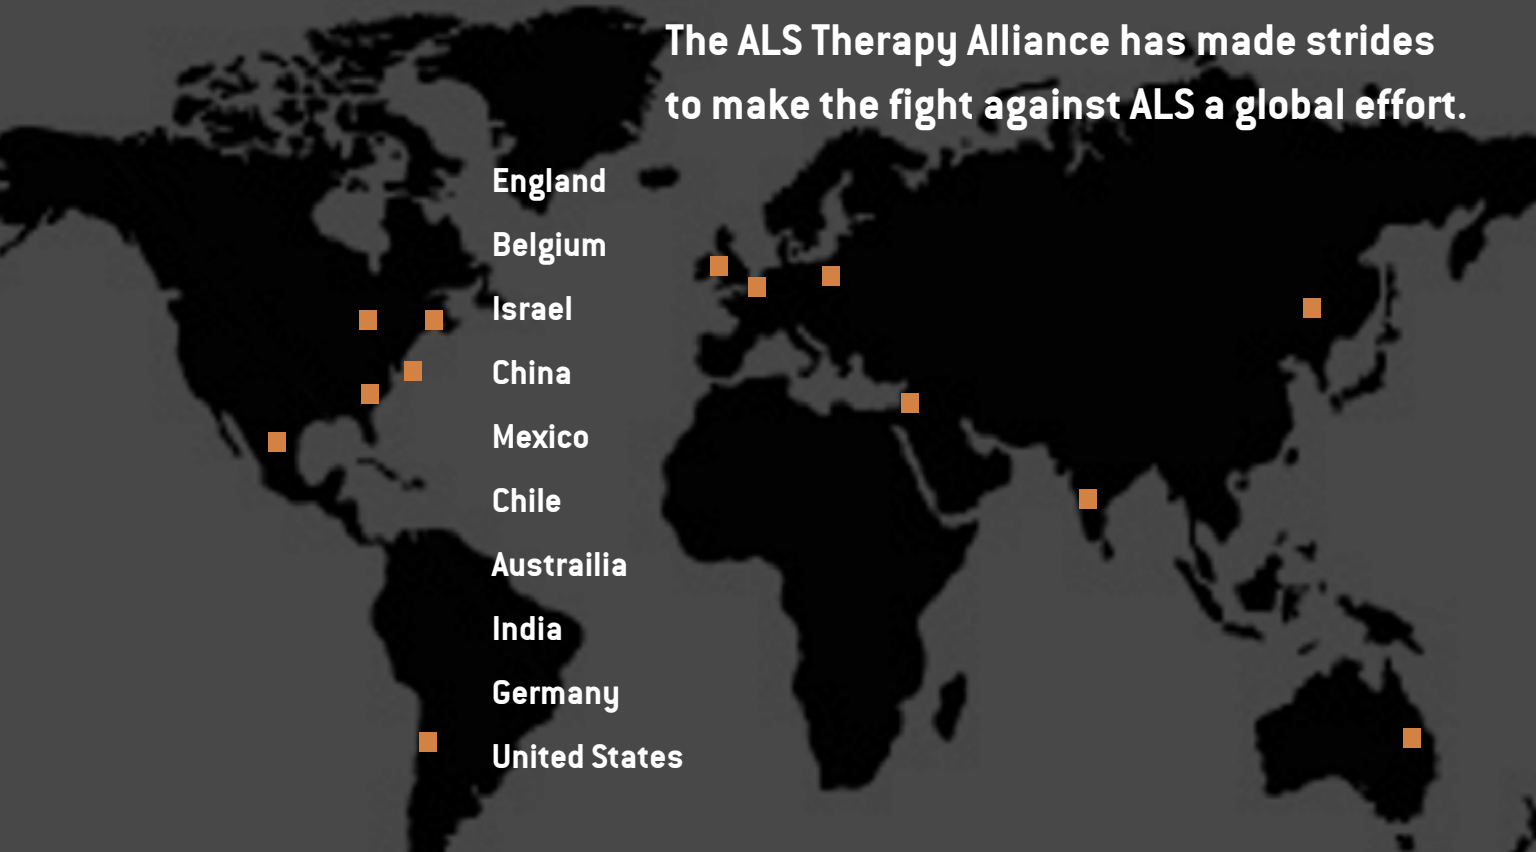 The ALS Therapy Alliance has made strides
to make the fight against ALS a global effort.
England
Belgium
Israel
China
Mexico
Chile
Austrailia
India
Germany
United States